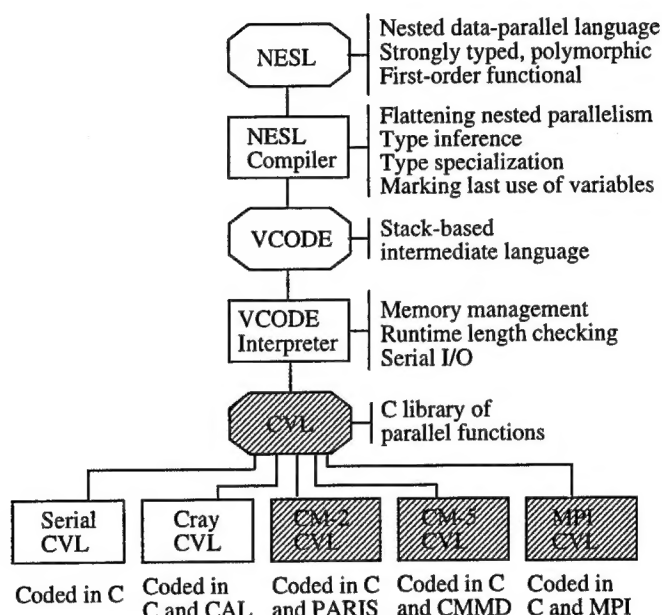 NESL
Nested data-parallel language
Strongly typed, polymorphic
First-order functional
NESL
Compiler
Flattening nested parallelism
Type inference
Type specialization
Marking last use of variables
VCODE
Stack-based
intermediate language
VCODE
Interpreter
Memory management
Runtime length checking
Serial I/O
CVL
C library of
parallel functions
Serial
CVL
Cray
CVL
CM-2
CVL
CM-5
CVL
MPI
CVL
Coded in C
Coded in
C and CAL
Coded in C
and PARIS
Coded in C
and CMMD
Coded in
C and MPI